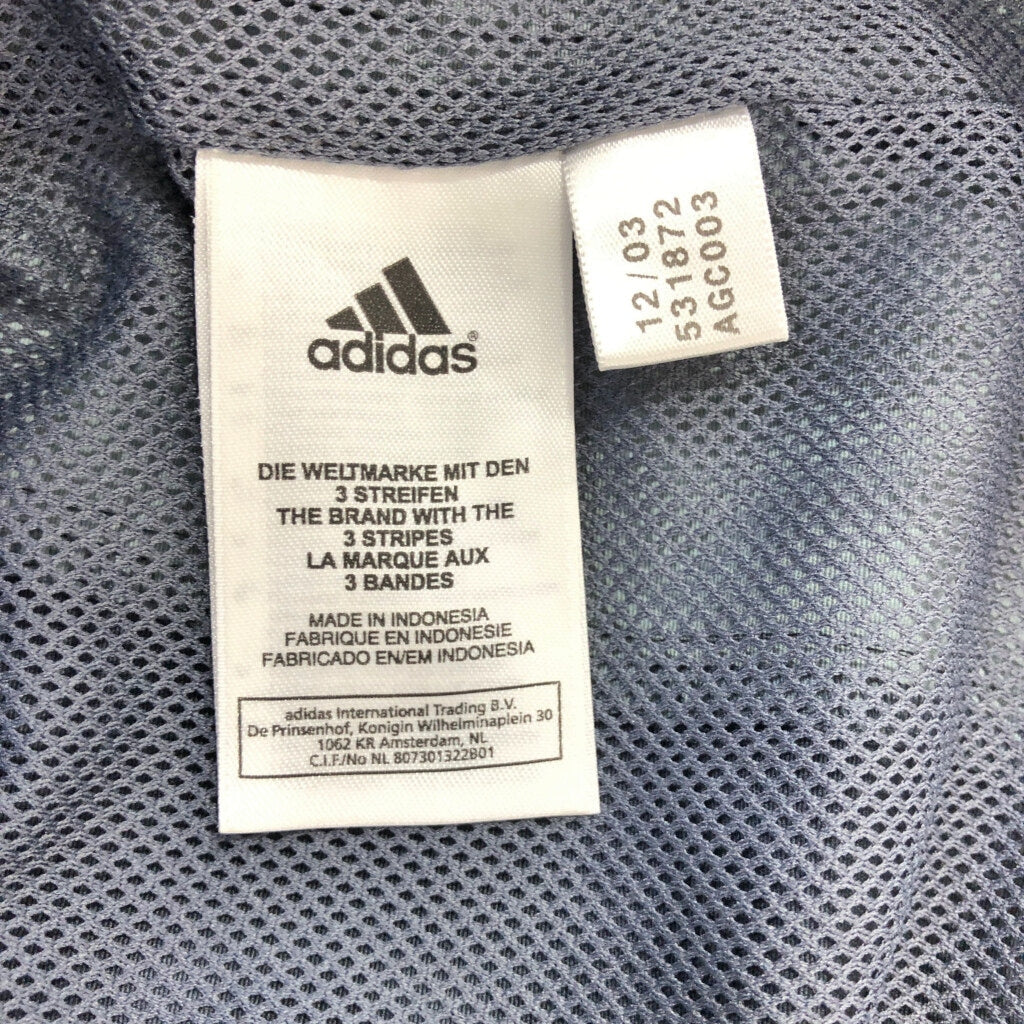 adidas®
DIE WELTMARKE MIT DEN
3 STREIFEN
THE BRAND WITH THE
3 STRIPES
LA MARQUE AUX
3 BANDES
MADE IN INDONESIA
FABRIQUE EN INDONESIE
FABRICADO EN/EM INDONESIA
adidas International Trading B.V.
De Prinsenhof, Konigin Wilhelminaplein 30
1062 KR Amsterdam, NL
C.I.F./No NL 807301322B01
12/03
531872
AGC003